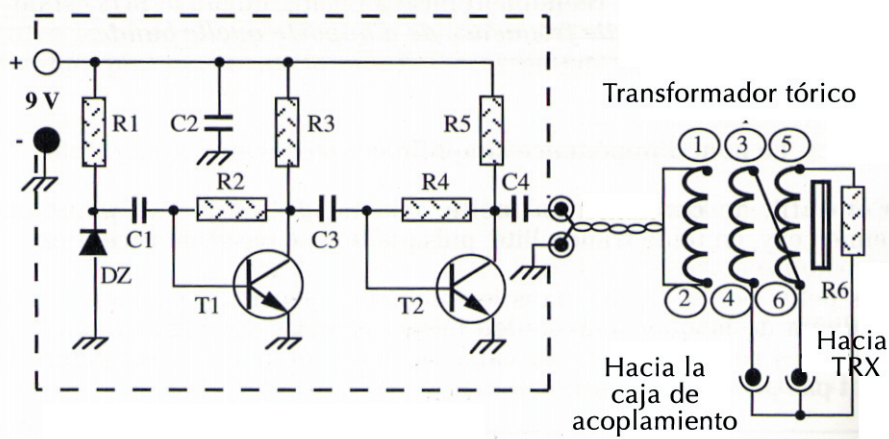 +
9 V
-
R1
C2
R3
R5
R2
R4
C4
C1
C3
DZ
T1
T2
Transformador tórico
1 3 5
2 4 6
R6
Hacia la
caja de
acoplamiento
Hacia
TRX